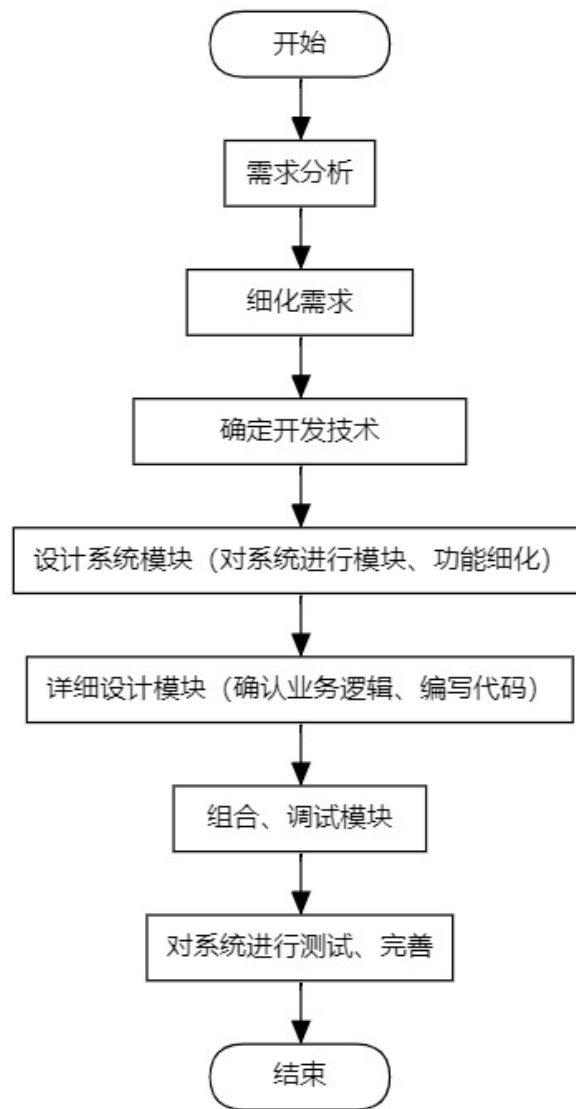 开始
需求分析
细化需求
确定开发技术
设计系统模块（对系统进行模块、功能细化）
详细设计模块（确认业务逻辑、编写代码）
组合、调试模块
对系统进行测试、完善
结束